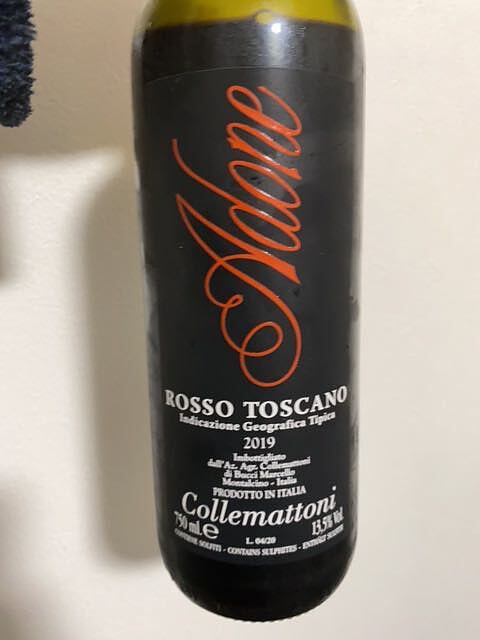 Adone
ROSSO TOSCANO
Indicazione Geografica Tipica
2019
Imbottigliato
dall'Az. Agr. Collemattoni
di Bucci Marcello
Montalcino - Italia
PRODOTTO IN ITALIA
Collemattoni
750 ml. e 13,5% Vol.
L. 04/20
CONTIENE SOLFITI - CONTAINS SULPHITES - ENTHÄLT SULFITE